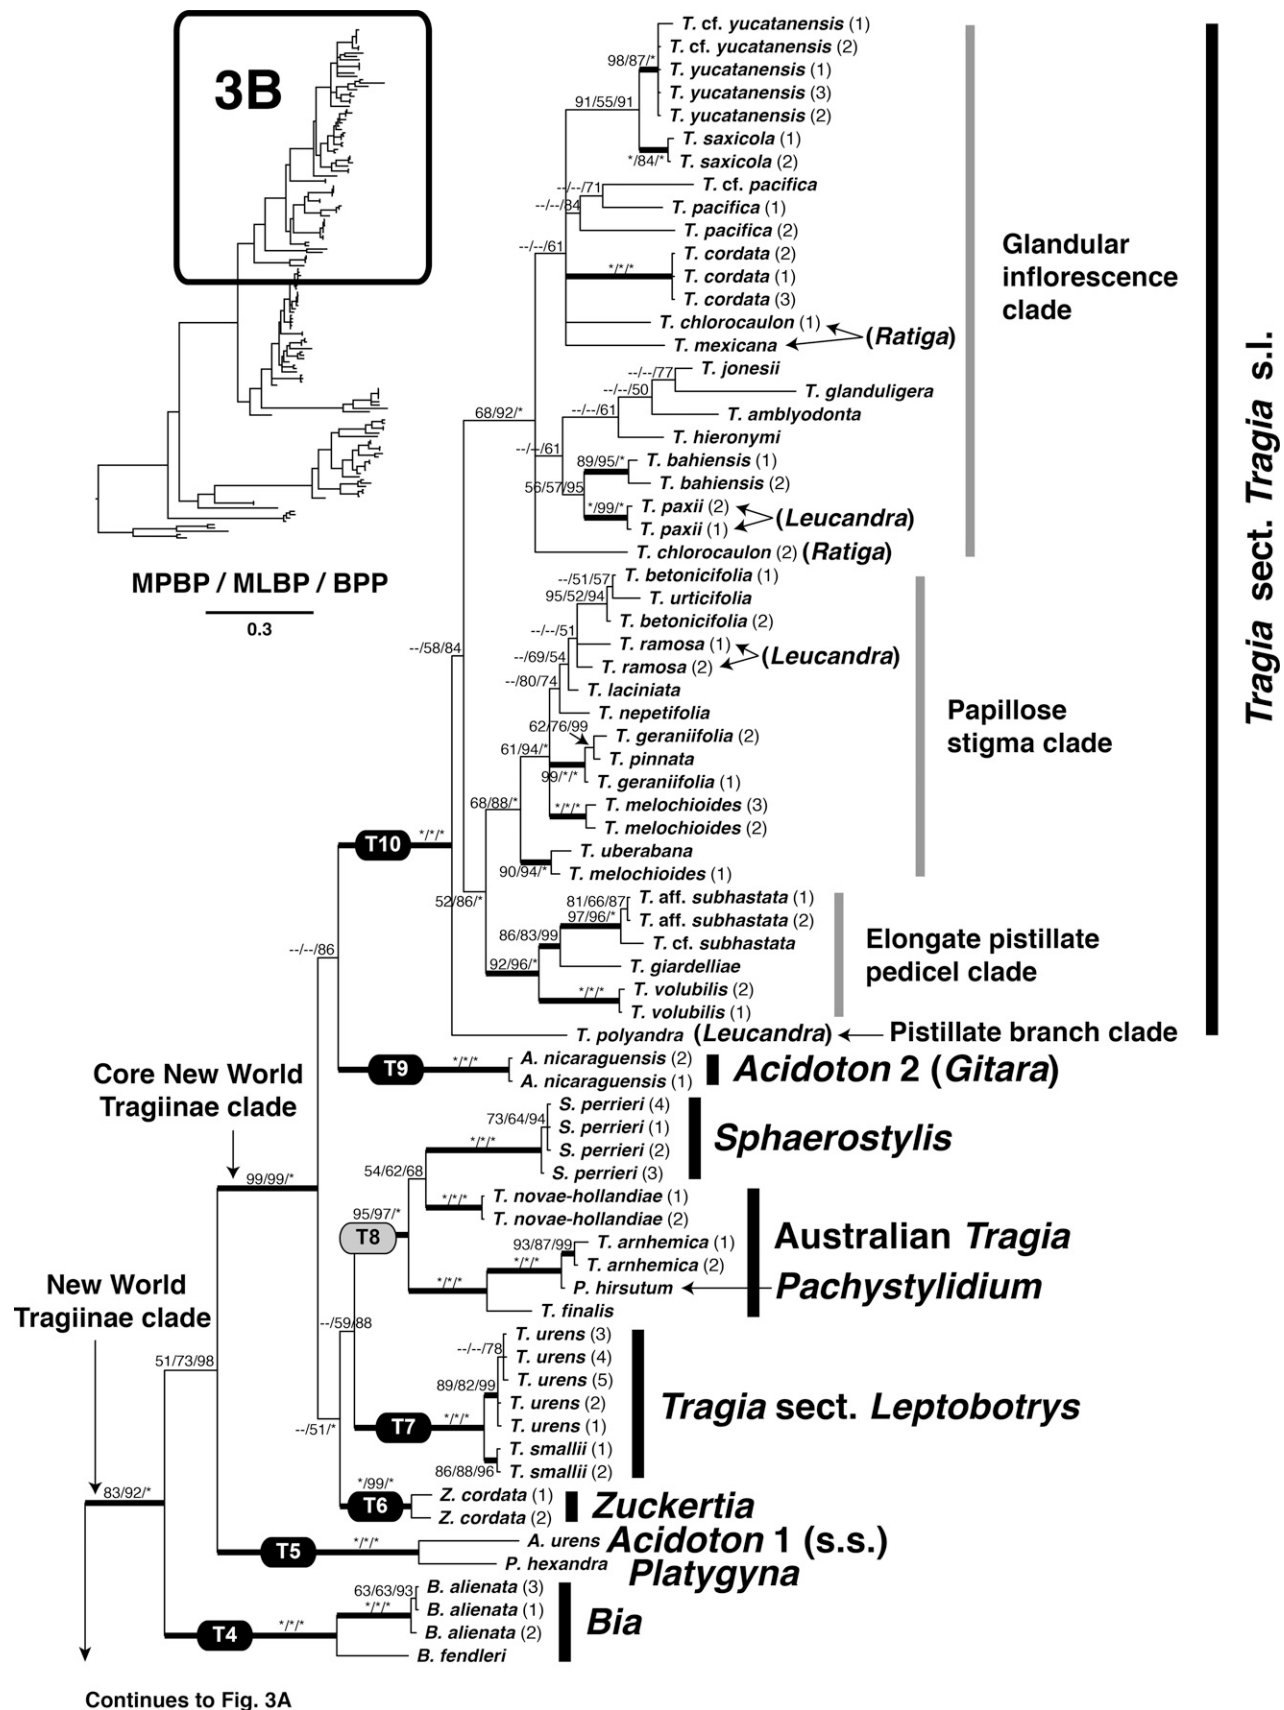 3B
MPBP / MLBP / BPP
0.3
T. cf. yucatanensis (1)
T. cf. yucatanensis (2)
98/87/*
T. yucatanensis (1)
T. yucatanensis (3)
91/55/91
T. yucatanensis (2)
T. saxicola (1)
*/84/*
T. saxicola (2)
T. cf. pacifica
--/--/71
--/--/84
T. pacifica (1)
T. pacifica (2)
--/--/61
T. cordata (2)
*/*/*
T. cordata (1)
T. cordata (3)
T. chlorocaulon (1)
(Ratiga)
T. mexicana
T. jonesii
--/--/77
--/--/50
T. glanduligera
68/92/*
--/--/61
T. amblyodonta
T. hieronymi
--/--/61
89/95/*
T. bahiensis (1)
T. bahiensis (2)
56/57/95
*/99/*
T. paxii (2)
(Leucandra)
T. paxii (1)
T. chlorocaulon (2) (Ratiga)
Glandular
inflorescence
clade
--/51/57
T. betonicifolia (1)
95/52/94
T. urticifolia
T. betonicifolia (2)
--/--/51
T. ramosa (1)
(Leucandra)
--/58/84
--/69/54
T. ramosa (2)
--/80/74
T. laciniata
T. nepetifolia
62/76/99
T. geraniifolia (2)
61/94/*
T. pinnata
99/*/*
T. geraniifolia (1)
68/88/*
*/*/*
T. melochioides (3)
T. melochioides (2)
T. uberabana
90/94/*
T. melochioides (1)
Papillose
stigma clade
T10
*/*/*
52/86/*
81/66/87
T. aff. subhastata (1)
97/96/*
T. aff. subhastata (2)
86/83/99
T. cf. subhastata
92/96/*
T. giardelliae
*/*/*
T. volubilis (2)
T. volubilis (1)
Elongate pistillate
pedicel clade
T. polyandra (Leucandra)
Pistillate branch clade
Tragia sect. Tragia s.l.
--/--/86
T9
*/*/*
A. nicaraguensis (2)
A. nicaraguensis (1)
Acidoton 2 (Gitara)
Core New World
Tragiinae clade
99/99/*
73/64/94
S. perrieri (4)
S. perrieri (1)
*/*/*
S. perrieri (2)
S. perrieri (3)
Sphaerostylis
54/62/68
*/*/*
T. novae-hollandiae (1)
T. novae-hollandiae (2)
95/97/*
T8
93/87/99
T. arnhemica (1)
*/*/*
T. arnhemica (2)
Australian Tragia
*/*/*
P. hirsutum
Pachystylidium
T. finalis
New World
Tragiinae clade
--/59/88
51/73/98
T. urens (3)
--/--/78
T. urens (4)
T. urens (5)
89/82/99
T. urens (2)
T7
*/*/*
T. urens (1)
T. smallii (1)
86/88/96
T. smallii (2)
Tragia sect. Leptobotrys
--/51/*
83/92/*
*/99/*
T6
Z. cordata (1)
Z. cordata (2)
Zuckertia
T5
*/*/*
A. urens
Acidoton 1 (s.s.)
P. hexandra
Platygyna
63/63/93
B. alienata (3)
*/*/*
B. alienata (1)
T4
*/*/*
B. alienata (2)
B. fendleri
Bia
Continues to Fig. 3A